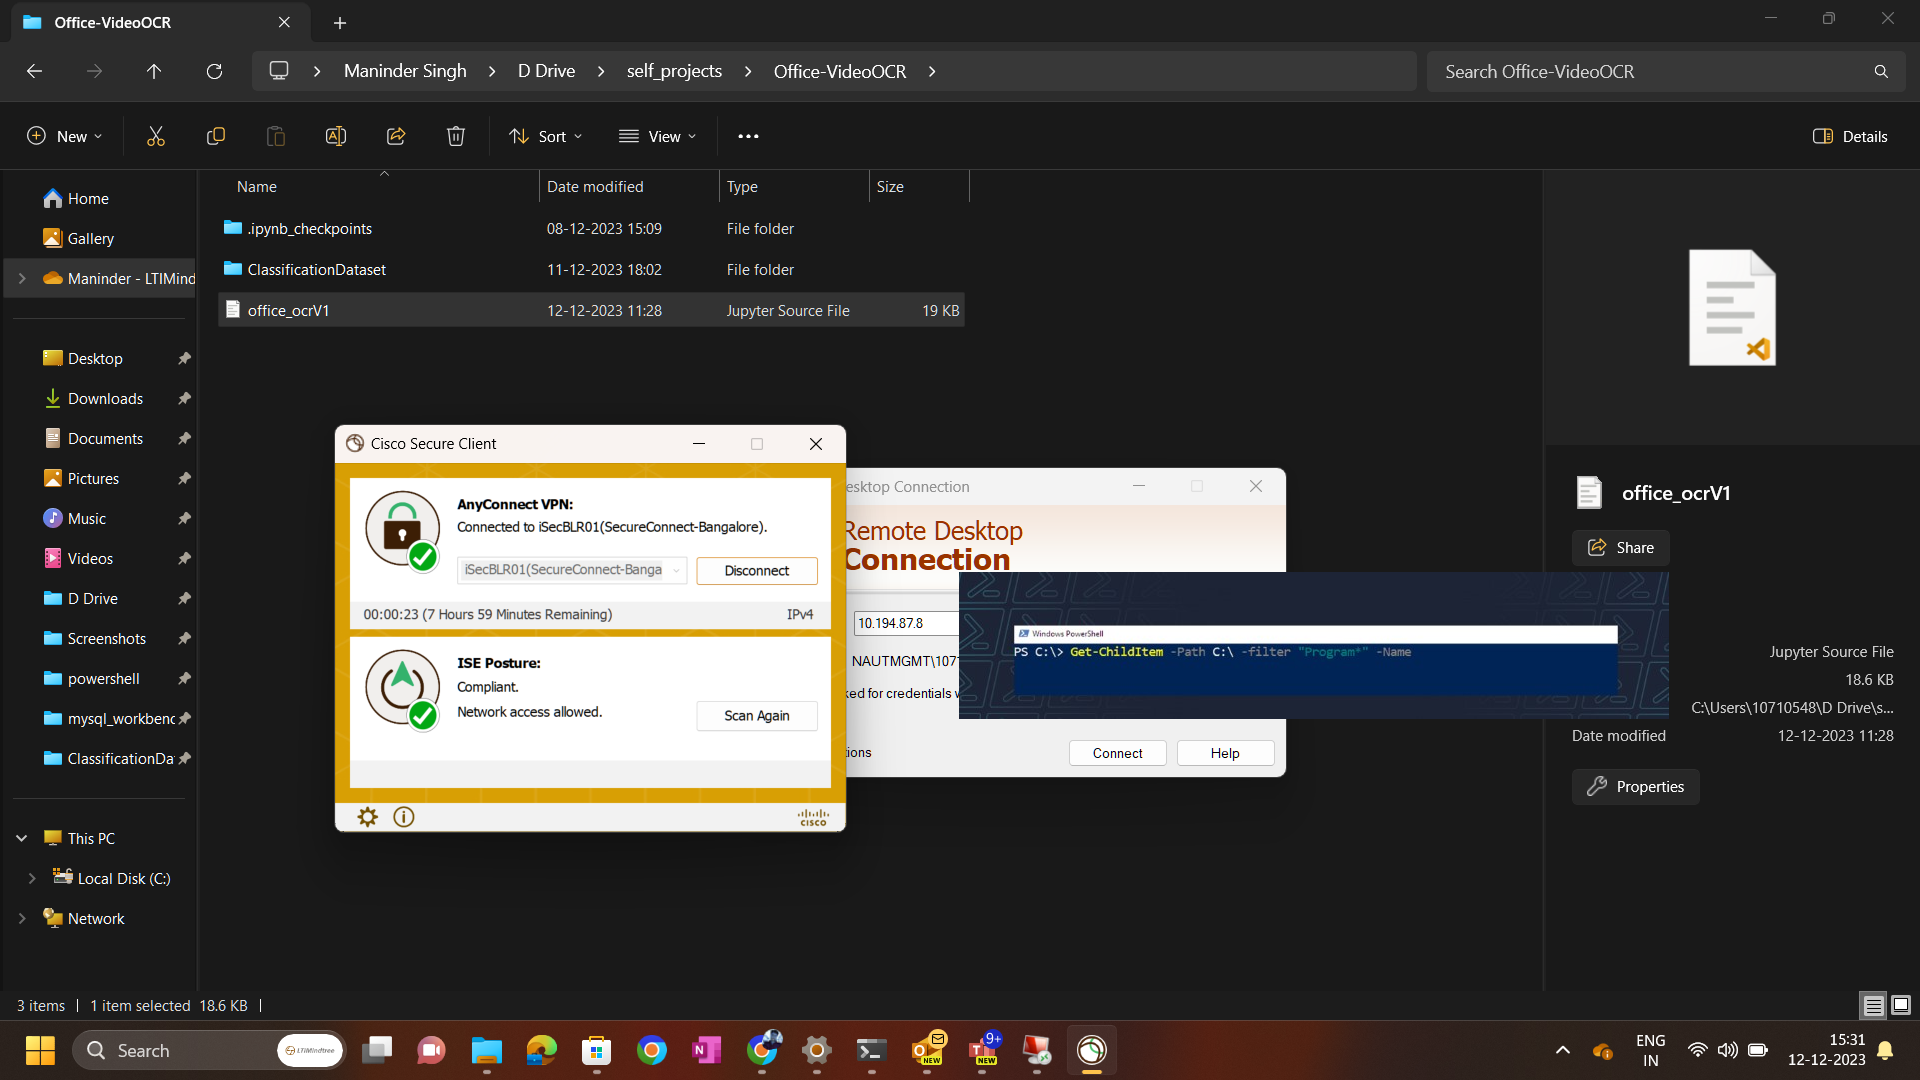 Office-VideoOCR
Maninder Singh
D Drive
self_projects
Office-VideoOCR
Search Office-VideoOCR
New
Sort
View
Details
Name
Date modified
Type
Size
.ipynb_checkpoints 08-12-2023 15:09 File folder
ClassificationDataset 11-12-2023 18:02 File folder
office_ocrV1 12-12-2023 11:28 Jupyter Source File 19 KB
Home
Gallery
Maninder - LTIMind
Desktop
Downloads
Documents
Pictures
Music
Videos
D Drive
Screenshots
powershell
mysql_workbenc
ClassificationDa
This PC
Local Disk (C:)
Network
Cisco Secure Client
AnyConnect VPN:
Connected to iSecBLR01(SecureConnect-Bangalore).
iSecBLR01(SecureConnect-Banga
Disconnect
00:00:23 (7 Hours 59 Minutes Remaining)
IPv4
ISE Posture:
Compliant.
Network access allowed.
Scan Again
cisco
esktop Connection
Remote Desktop
Connection
10.194.87.8
NAUTMGMT\107
ked for credentials w
tions
Connect
Help
Windows PowerShell
PS C:\> Get-ChildItem -Path C:\ -filter "Program*" -Name
office_ocrV1
Share
Jupyter Source File
18.6 KB
C:\Users\10710548\D Drive\s...
Date modified 12-12-2023 11:28
Properties
3 items
1 item selected 18.6 KB
Search
LTIMindtree
NEW
9+
NEW
ENG
IN
15:31
12-12-2023